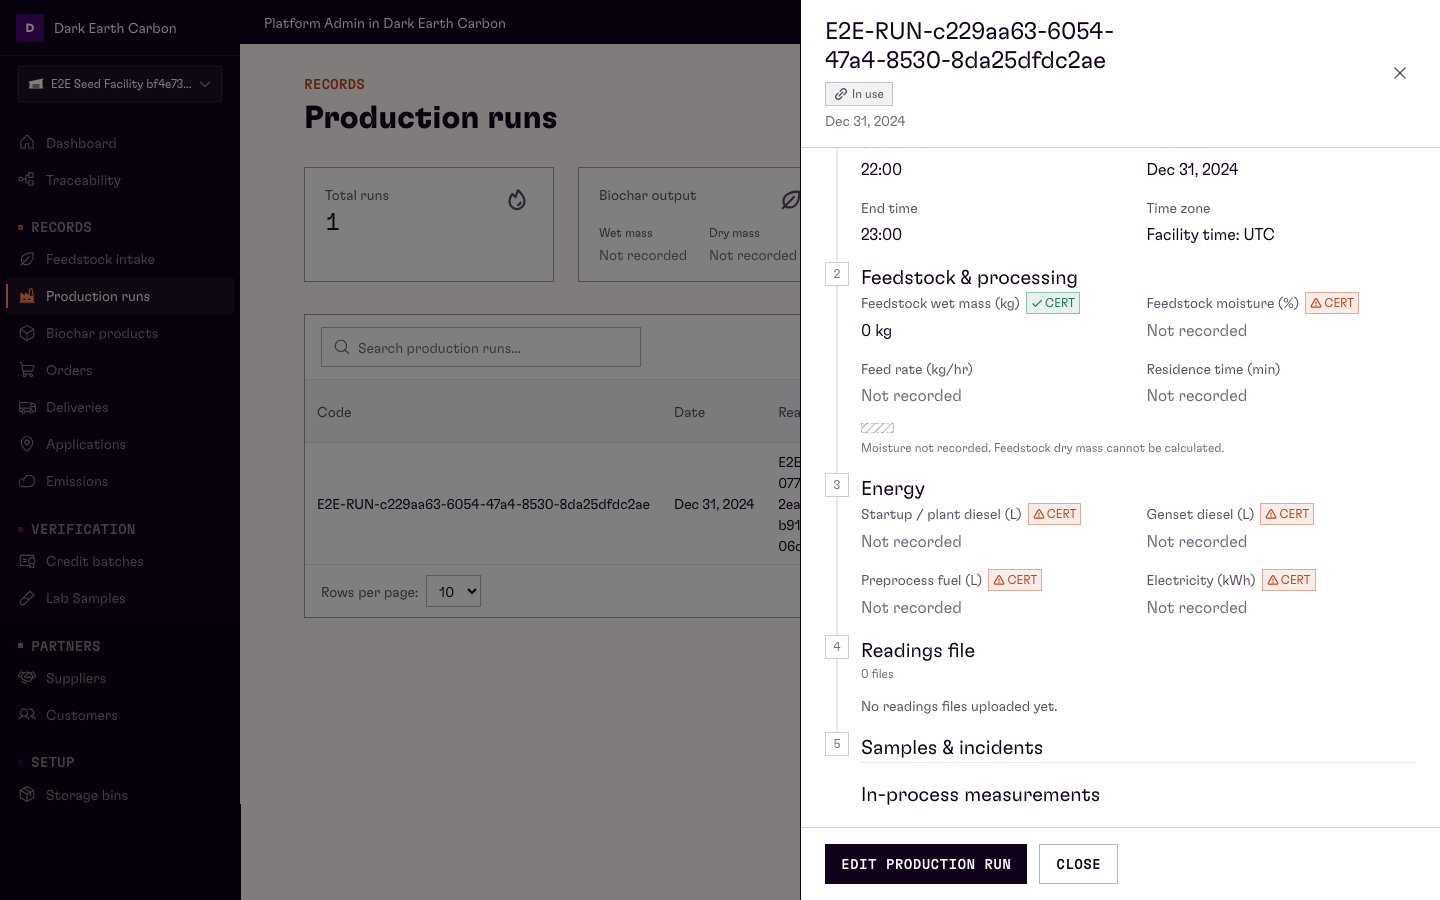 D
Dark Earth Carbon
E2E Seed Facility bf4e73...
Dashboard
Traceability
RECORDS
Feedstock intake
Production runs
Biochar products
Orders
Deliveries
Applications
Emissions
VERIFICATION
Credit batches
Lab Samples
PARTNERS
Suppliers
Customers
SETUP
Storage bins
Platform Admin in Dark Earth Carbon
RECORDS
Production runs
Total runs
1
Biochar output
Wet mass
Dry mass
Not recorded
Not recorded
Search production runs...
Code
Date
Rea
E2E-RUN-c229aa63-6054-47a4-8530-8da25dfdc2ae
Dec 31, 2024
E2E
077
2ea
b91
06c
Rows per page:
10
E2E-RUN-c229aa63-6054-
47a4-8530-8da25dfdc2ae
In use
Dec 31, 2024
22:00
Dec 31, 2024
End time
Time zone
23:00
Facility time: UTC
2
Feedstock & processing
Feedstock wet mass (kg) CERT
Feedstock moisture (%) CERT
0 kg
Not recorded
Feed rate (kg/hr)
Residence time (min)
Not recorded
Not recorded
Moisture not recorded. Feedstock dry mass cannot be calculated.
3
Energy
Startup / plant diesel (L) CERT
Genset diesel (L) CERT
Not recorded
Not recorded
Preprocess fuel (L) CERT
Electricity (kWh) CERT
Not recorded
Not recorded
4
Readings file
0 files
No readings files uploaded yet.
5
Samples & incidents
In-process measurements
EDIT PRODUCTION RUN
CLOSE